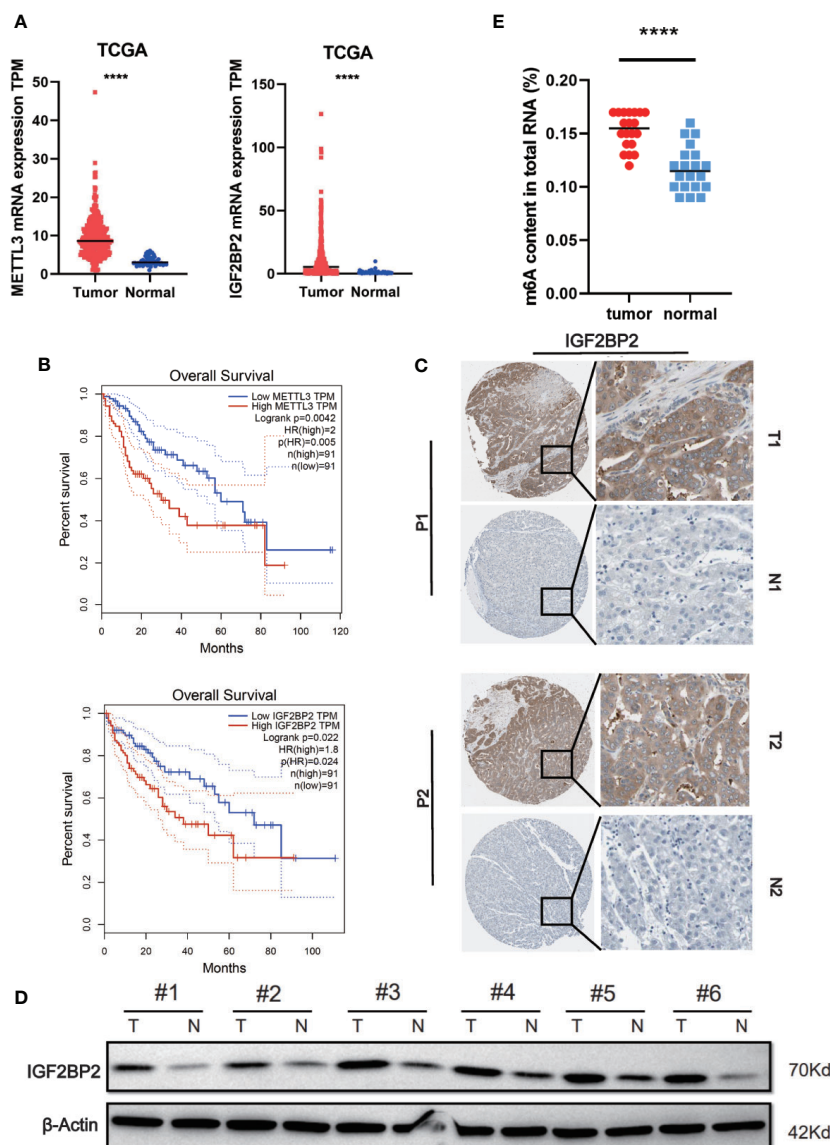 A
TCGA
****
METTL3 mRNA expression TPM
50
40
30
20
10
0
Tumor Normal
TCGA
****
IGF2BP2 mRNA expression TPM
150
100
50
0
Tumor Normal
E
****
m6A content in total RNA (%)
0.20
0.15
0.10
0.05
0.00
tumor normal
B
Overall Survival
Low METTL3 TPM
High METTL3 TPM
Logrank p=0.0042
HR(high)=2
p(HR)=0.005
n(high)=91
n(low)=91
Percent survival
1.0
0.8
0.6
0.4
0.2
0.0
0 20 40 60 80 100 120
Months
Overall Survival
Low IGF2BP2 TPM
High IGF2BP2 TPM
Logrank p=0.022
HR(high)=1.8
p(HR)=0.024
n(high)=91
n(low)=91
Percent survival
1.0
0.8
0.6
0.4
0.2
0.0
0 20 40 60 80 100
Months
C
IGF2BP2
P1
T1
N1
P2
T2
N2
D
#1 #2 #3 #4 #5 #6
T N T N T N T N T N T N
IGF2BP2 70Kd
β-Actin 42Kd